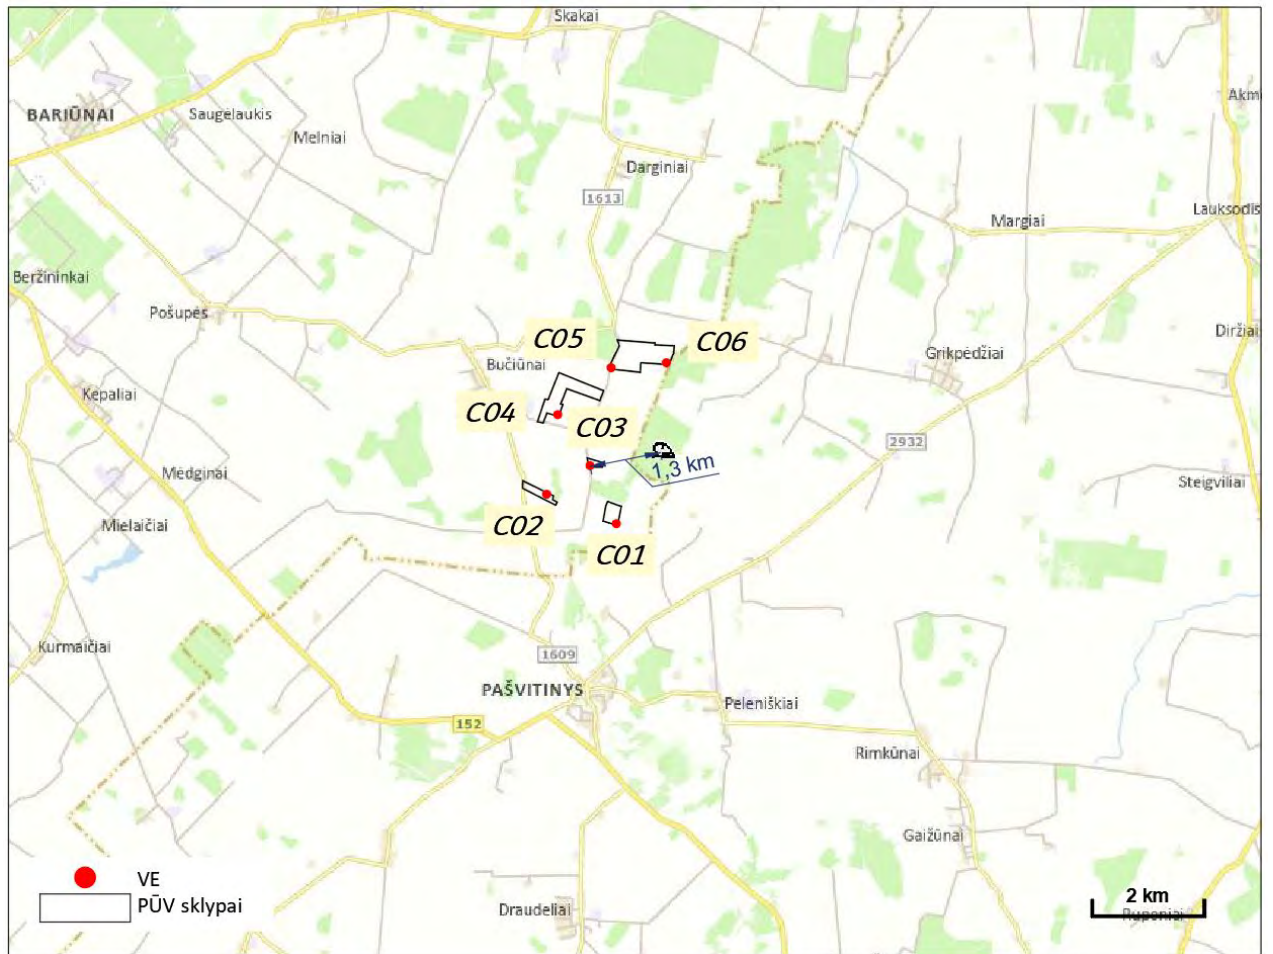 Skakai
BARIŪNAI
Saugėlaukis
Melniai
Darginiai
1613
Margiai
Lauksodis
Beržininkai
Pošupės
Diržiai
C05
C06
Bučiūnai
Grikpėdžiai
Kepaliai
C04
C03
2932
1,3 km
Medginai
Steigviliai
Mielaičiai
C02
C01
Kurmaičiai
1609
PAŠVITINYS
Peleniškiai
152
Rimkūnai
Gaižūnai
VE
PŪV sklypai
2 km
Draudeliai
Ruponiai